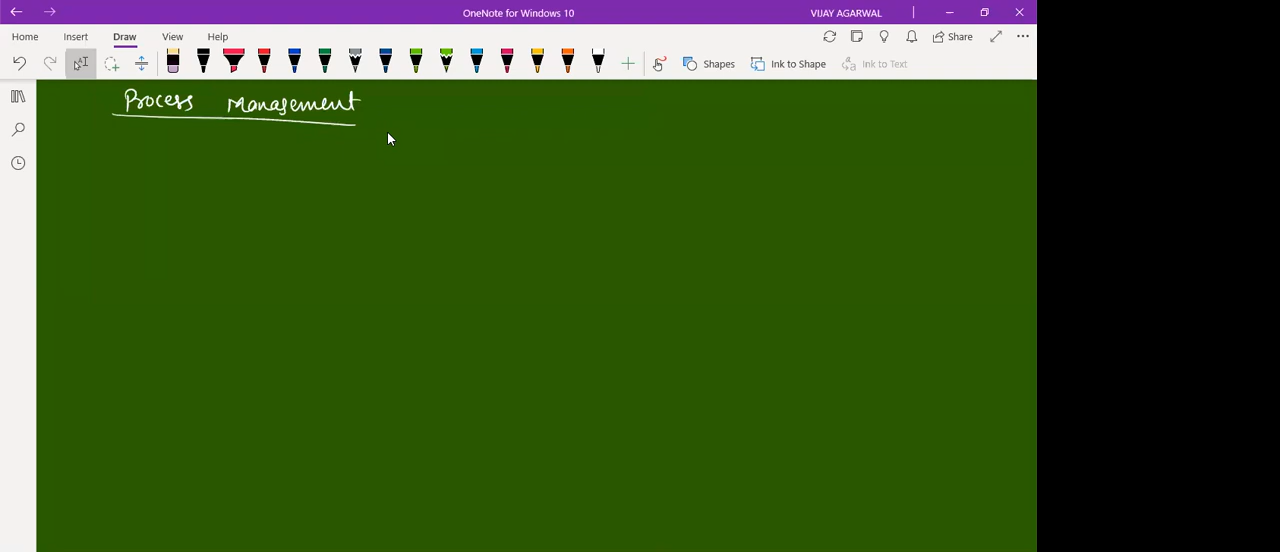 OneNote for Windows 10
VIJAY AGARWAL
Home Insert Draw View Help
Share
Shapes Ink to Shape Ink to Text
Process Management